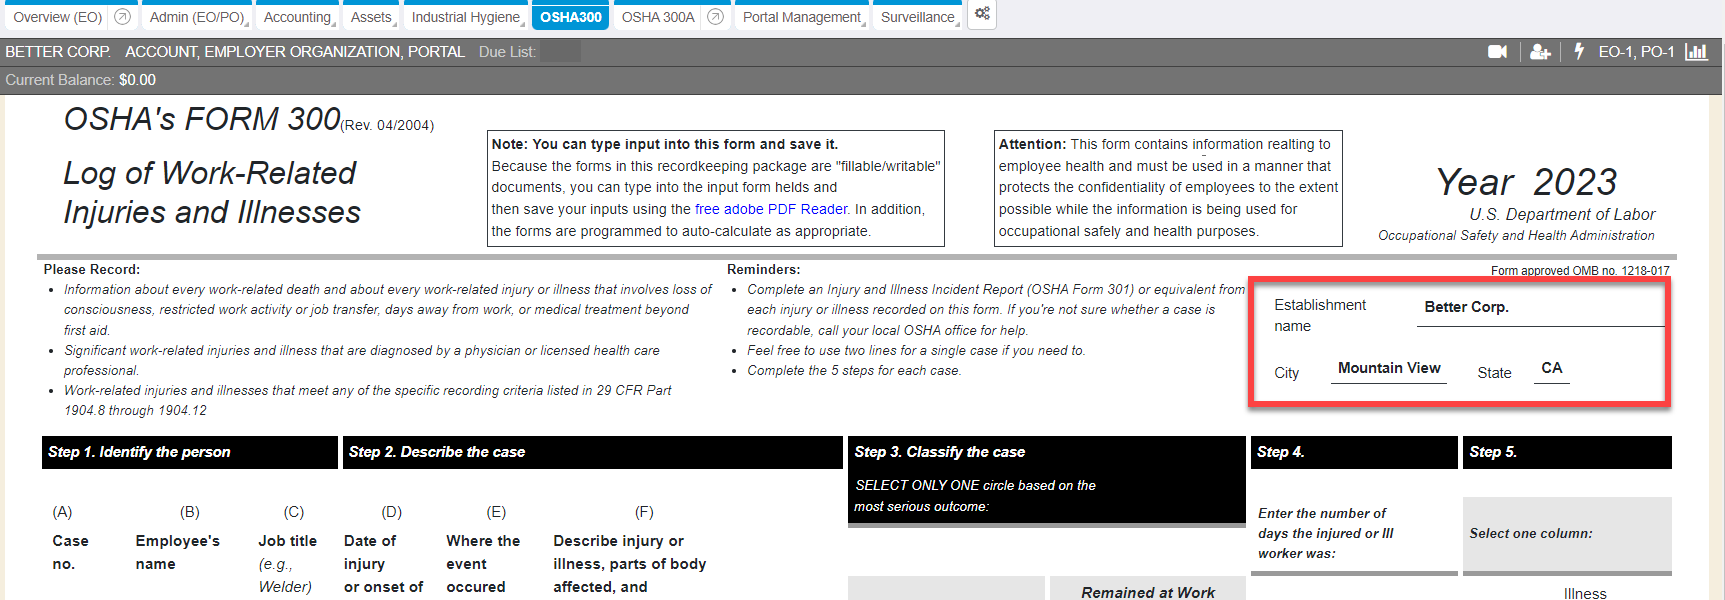 Overview (EO) Admin (EO/PO) Accounting Assets Industrial Hygiene OSHA300 OSHA 300A Portal Management Surveillance
BETTER CORP. ACCOUNT, EMPLOYER ORGANIZATION, PORTAL Due List: EO-1, PO-1
Current Balance: $0.00
OSHA's FORM 300(Rev. 04/2004)
Log of Work-Related
Injuries and Illnesses
Note: You can type input into this form and save it.
Because the forms in this recordkeeping package are "fillable/writable"
documents, you can type into the input form helds and
then save your inputs using the free adobe PDF Reader. In addition,
the forms are programmed to auto-calculate as appropriate.
Attention: This form contains information realting to
employee health and must be used in a manner that
protects the confidentiality of employees to the extent
possible while the information is being used for
occupational safely and health purposes.
Year 2023
U.S. Department of Labor
Occupational Safety and Health Administration
Form approved OMB no. 1218-017
Please Record:
• Information about every work-related death and about every work-related injury or illness that involves loss of
consciousness, restricted work activity or job transfer, days away from work, or medical treatment beyond
first aid.
• Significant work-related injuries and illness that are diagnosed by a physician or licensed health care
professional.
• Work-related injuries and illnesses that meet any of the specific recording criteria listed in 29 CFR Part
1904.8 through 1904.12
Reminders:
• Complete an Injury and Illness Incident Report (OSHA Form 301) or equivalent from
each injury or illness recorded on this form. If you're not sure whether a case is
recordable, call your local OSHA office for help.
• Feel free to use two lines for a single case if you need to.
• Complete the 5 steps for each case.
Establishment
name
Better Corp.
City Mountain View State CA
Step 1. Identify the person
Step 2. Describe the case
Step 3. Classify the case
SELECT ONLY ONE circle based on the
most serious outcome:
Step 4.
Step 5.
(A) (B) (C) (D) (E) (F)
Case
no.
Employee's
name
Job title
(e.g.,
Welder)
Date of
injury
or onset of
Where the
event
occured
Describe injury or
illness, parts of body
affected, and
Remained at Work
Enter the number of
days the injured or Ill
worker was:
Select one column:
Illness